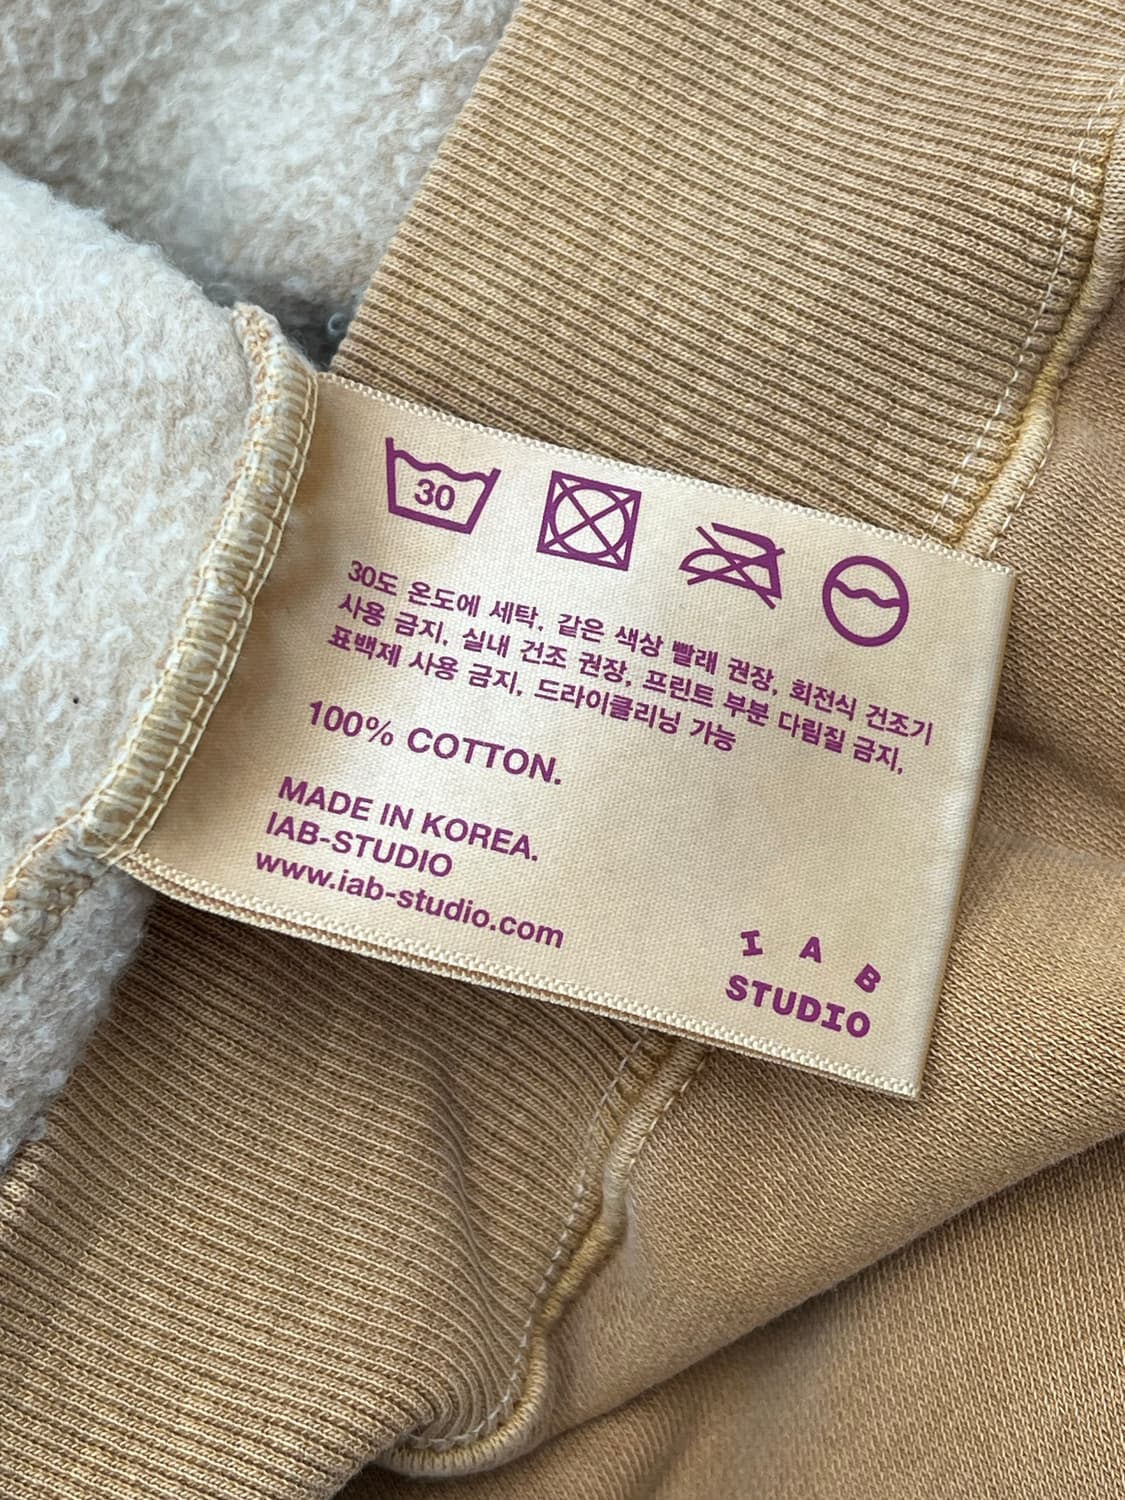 30
30도 온도에 세탁, 같은 색상 빨래 권장, 회전식 건조기
사용 금지, 실내 건조 권장, 프린트 부분 다림질 금지,
표백제 사용 금지, 드라이클리닝 가능
100% COTTON.
MADE IN KOREA.
IAB-STUDIO
www.iab-studio.com
I A B
STUDIO